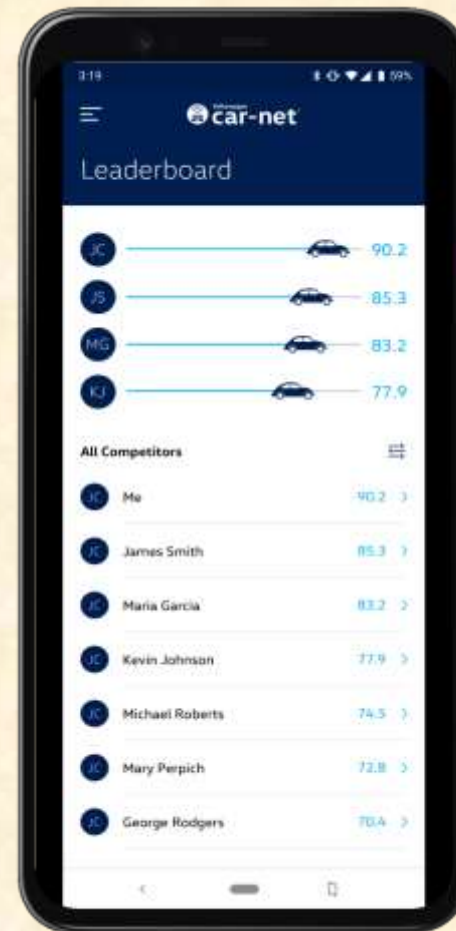 3:19 59%
Volkswagen
car-net
Leaderboard
JC 90.2
JS 85.3
MG 83.2
KJ 77.9
All Competitors
JC Me 90.2
JC James Smith 85.3
JC Maria Garcia 83.2
JC Kevin Johnson 77.9
JC Michael Roberts 74.5
JC Mary Perpich 72.8
JC George Rodgers 70.4